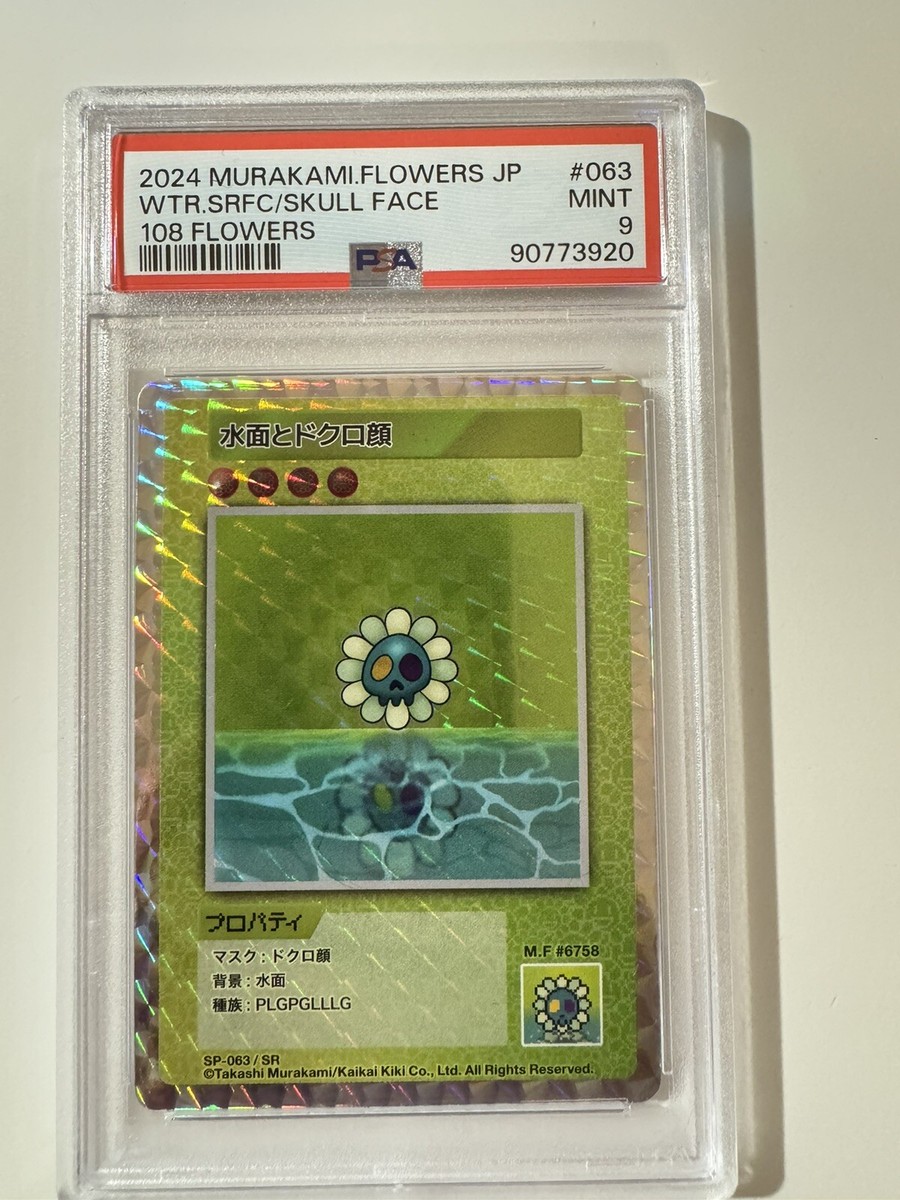 2024 MURAKAMI.FLOWERS JP #063
WTR.SRFC/SKULL FACE MINT
108 FLOWERS 9
PSA 90773920
水面とドクロ顔
プロパティ
マスク : ドクロ顔
背景 : 水面
種族 : PLGPGLLLG
M.F #6758
SP-063 / SR
©Takashi Murakami/Kaikai Kiki Co., Ltd. All Rights Reserved.